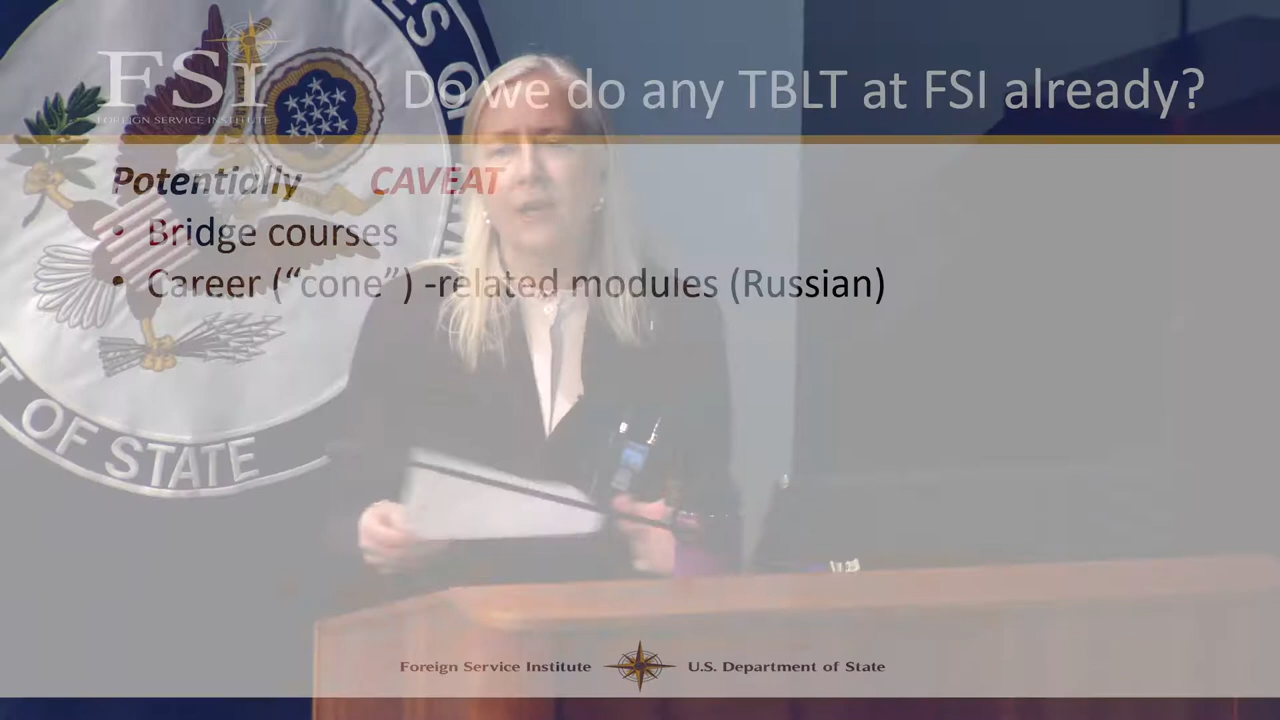 FSI
FOREIGN SERVICE INSTITUTE
Do we do any TBLT at FSI already?
Potentially CAVEAT
• Bridge courses
• Career (“cone”) -related modules (Russian)
OF STATE
Foreign Service Institute U.S. Department of State